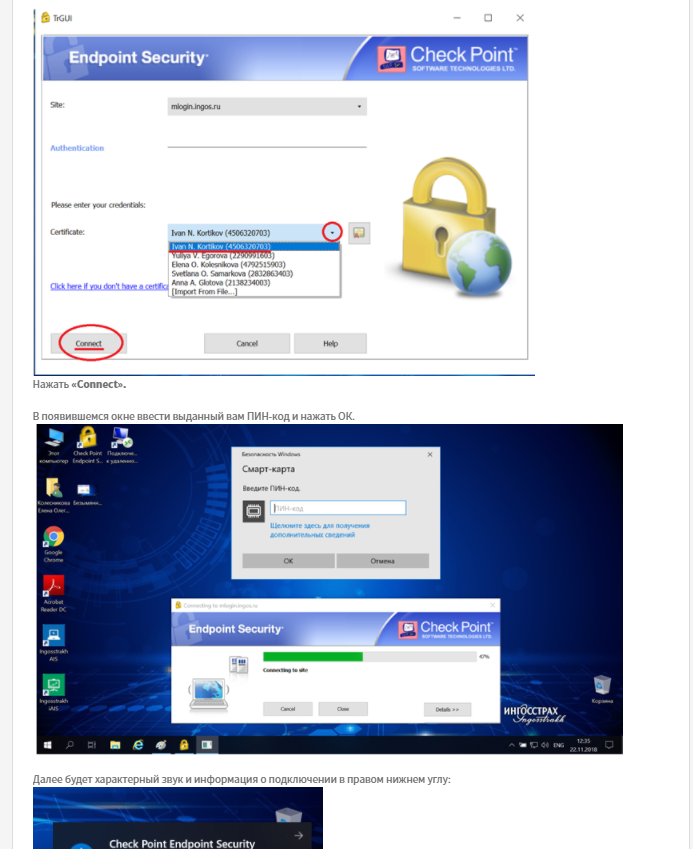 TrGUI
Endpoint Security
Check Point
SOFTWARE TECHNOLOGIES LTD.
Site:
mlogin.ingos.ru
Authentication
Please enter your credentials:
Certificate:
Ivan N. Kortikov (4506320703)
Ivan N. Kortikov (4506320703)
Yuliya V. Egorova (2290991603)
Elena O. Kolesnikova (4792515903)
Svetlana O. Samarkova (2832863403)
Anna A. Glotova (2138234003)
[Import From File...]
Click here if you don't have a certific
Connect
Cancel
Help
Нажать «Connect».
В появившемся окне ввести выданный вам ПИН-код и нажать ОК.
Этот компьютер
Check Point Endpoint S...
Подключе... к удаленно...
Колесникова Елена Олег...
Безымянн...
Google Chrome
Acrobat Reader DC
Ingosstrakh AIS
Ingosstrakh iAIS
Безопасность Windows
Смарт-карта
Введите ПИН-код.
ПИН-код
Щелкните здесь для получения
дополнительных сведений
ОК
Отмена
Connecting to mlogin.ingos.ru
Endpoint Security
Check Point
SOFTWARE TECHNOLOGIES LTD.
47%
Connecting to site
Cancel
Close
Details >>
ИНГОССТРАХ
Ingosstrakh
Корзина
ENG
12:35
22.11.2018
Далее будет характерный звук и информация о подключении в правом нижнем углу:
Check Point Endpoint Security